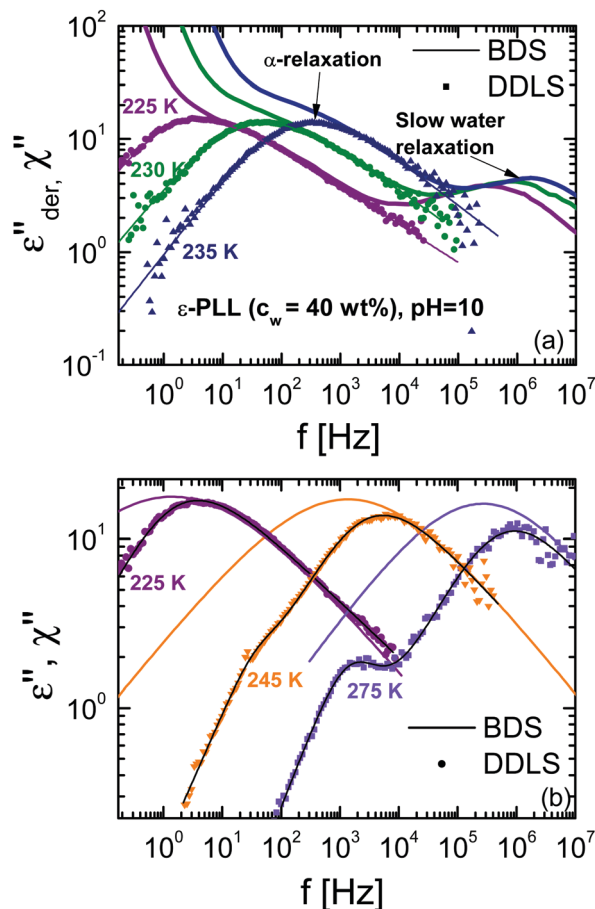 10²
10¹
10⁰
10⁻¹
ε"der, χ"
BDS
DDLS
α-relaxation
Slow water
relaxation
225 K
230 K
235 K
ε-PLL (c_w = 40 wt%), pH=10
(a)
10⁰ 10¹ 10² 10³ 10⁴ 10⁵ 10⁶ 10⁷
f [Hz]
10¹
10⁰
ε", χ"
225 K
245 K
275 K
BDS
DDLS
(b)
10⁰ 10¹ 10² 10³ 10⁴ 10⁵ 10⁶ 10⁷
f [Hz]